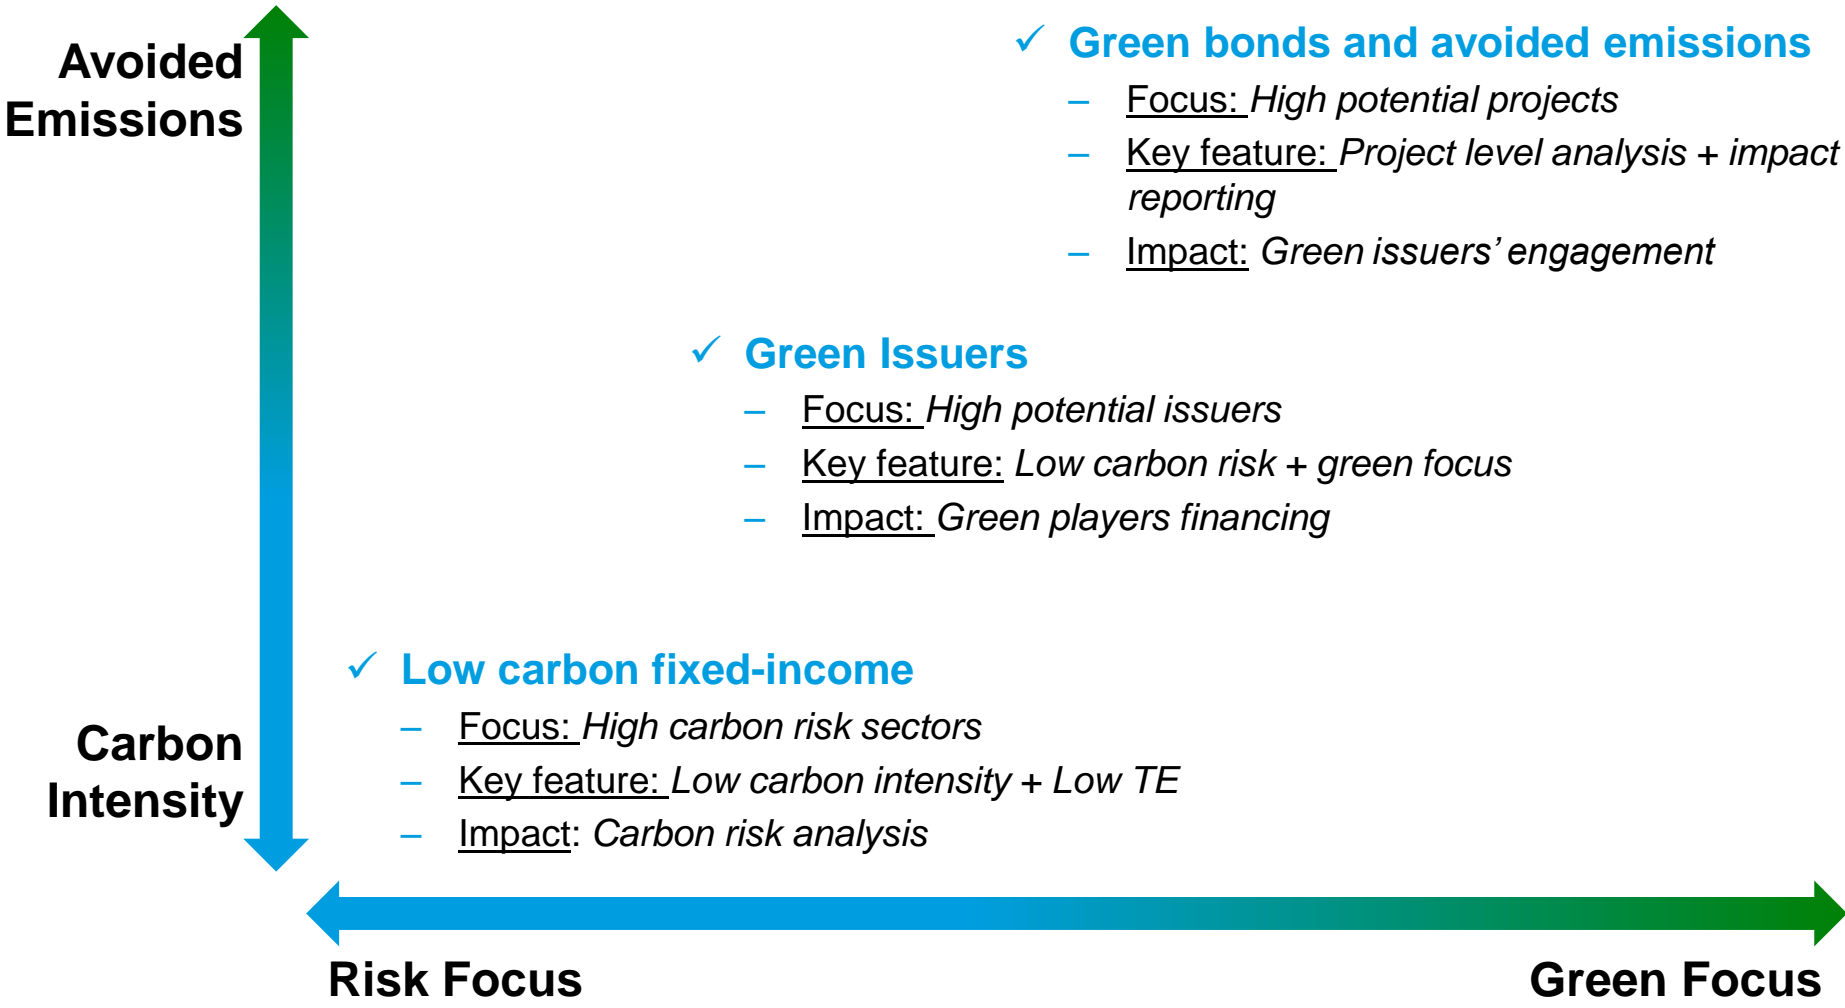 Avoided
Emissions
✓ Green bonds and avoided emissions
– Focus: High potential projects
– Key feature: Project level analysis + impact
reporting
– Impact: Green issuers’ engagement
✓ Green Issuers
– Focus: High potential issuers
– Key feature: Low carbon risk + green focus
– Impact: Green players financing
✓ Low carbon fixed-income
– Focus: High carbon risk sectors
– Key feature: Low carbon intensity + Low TE
– Impact: Carbon risk analysis
Carbon
Intensity
Risk Focus
Green Focus